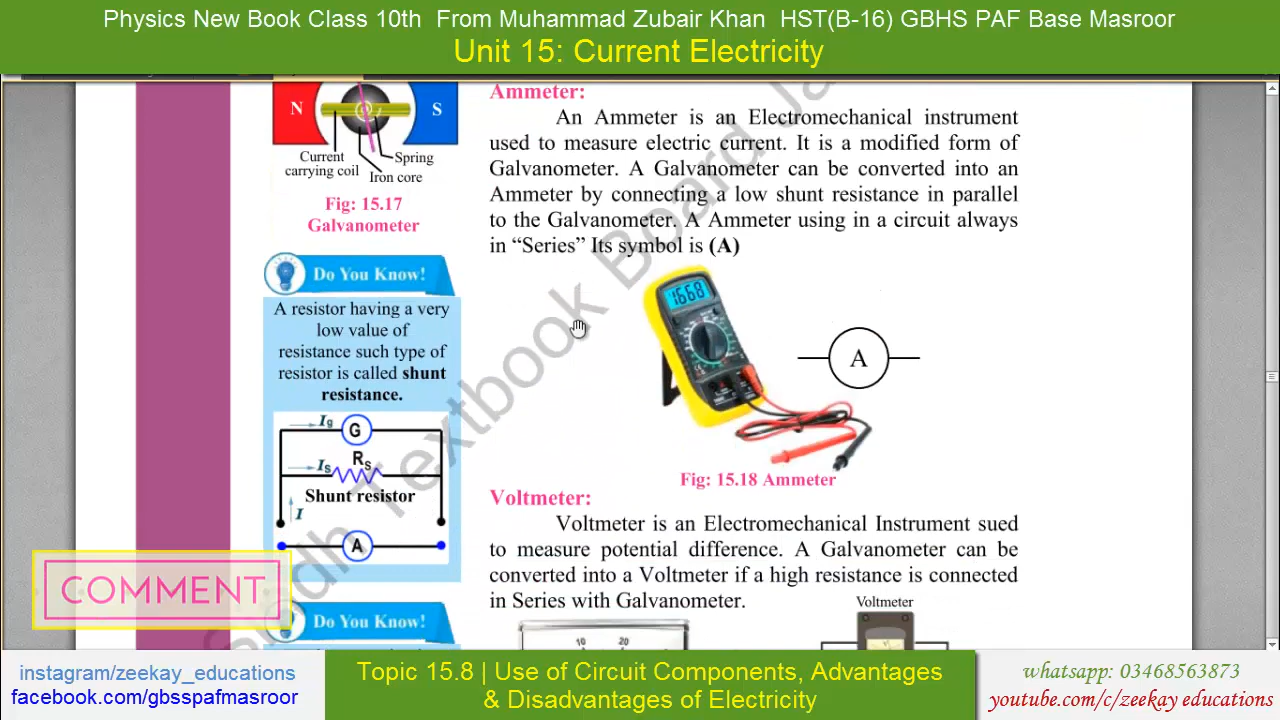 Physics New Book Class 10th From Muhammad Zubair Khan HST(B-16) GBHS PAF Base Masroor
Unit 15: Current Electricity
N
S
Current
carrying coil
Spring
Iron core
Fig: 15.17
Galvanometer
Do You Know!
A resistor having a very
low value of
resistance such type of
resistor is called shunt
resistance.
Ig
G
Rs
Is
Shunt resistor
I
A
COMMENT
Do You Know!
Ammeter:
An Ammeter is an Electromechanical instrument
used to measure electric current. It is a modified form of
Galvanometer. A Galvanometer can be converted into an
Ammeter by connecting a low shunt resistance in parallel
to the Galvanometer. A Ammeter using in a circuit always
in “Series” Its symbol is (A)
1668
A
Fig: 15.18 Ammeter
Voltmeter:
Voltmeter is an Electromechanical Instrument sued
to measure potential difference. A Galvanometer can be
converted into a Voltmeter if a high resistance is connected
in Series with Galvanometer.
Voltmeter
10 20
Sindh Textbook Board
instagram/zeekay_educations
facebook.com/gbsspafmasroor
Topic 15.8 | Use of Circuit Components, Advantages
& Disadvantages of Electricity
whatsapp: 03468563873
youtube.com/c/zeekay educations